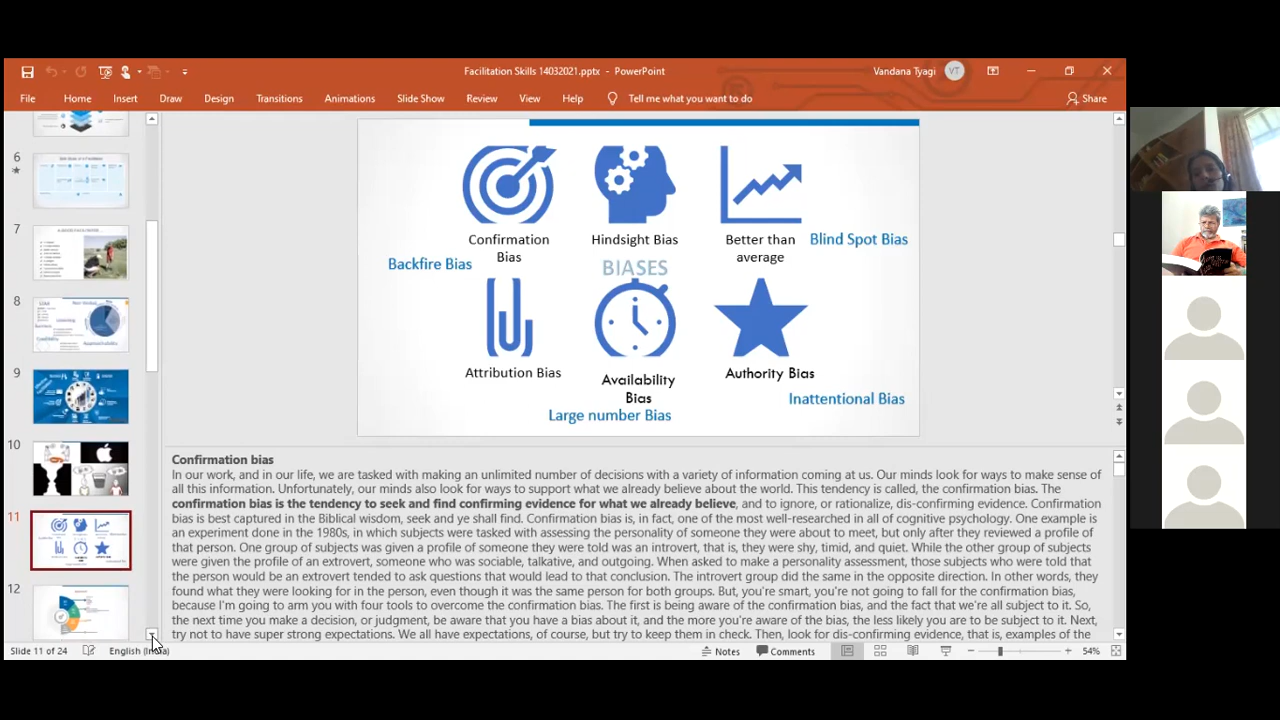 Facilitation Skills 14032021.pptx - PowerPoint
Vandana Tyagi
VT
File Home Insert Draw Design Transitions Animations Slide Show Review View Help Tell me what you want to do Share
6
7
8
9
10
11
12
Confirmation Bias
Hindsight Bias
Better than average
Blind Spot Bias
Backfire Bias
BIASES
Attribution Bias
Availability Bias
Authority Bias
Large number Bias
Inattentional Bias
Confirmation bias
In our work, and in our life, we are tasked with making an unlimited number of decisions with a variety of information coming at us. Our minds look for ways to make sense of
all this information. Unfortunately, our minds also look for ways to support what we already believe about the world. This tendency is called, the confirmation bias. The
confirmation bias is the tendency to seek and find confirming evidence for what we already believe, and to ignore, or rationalize, dis-confirming evidence. Confirmation
bias is best captured in the Biblical wisdom, seek and ye shall find. Confirmation bias is, in fact, one of the most well-researched in all of cognitive psychology. One example is
an experiment done in the 1980s, in which subjects were tasked with assessing the personality of someone they were about to meet, but only after they reviewed a profile of
that person. One group of subjects was given a profile of someone they were told was an introvert, that is, they were shy, timid, and quiet. While the other group of subjects
were given the profile of an extrovert, someone who was sociable, talkative, and outgoing. When asked to make a personality assessment, those subjects who were told that
the person would be an extrovert tended to ask questions that would lead to that conclusion. The introvert group did the same in the opposite direction. In other words, they
found what they were looking for in the person, even though it was the same person for both groups. But, you're start, you're not going to fall for the confirmation bias,
because I'm going to arm you with four tools to overcome the confirmation bias. The first is being aware of the confirmation bias, and the fact that we're all subject to it. So,
the next time you make a decision, or judgment, be aware that you have a bias about it, and the more you're aware of the bias, the less likely you are to be subject to it. Next,
try not to have super strong expectations. We all have expectations, of course, but try to keep them in check. Then, look for dis-confirming evidence, that is, examples of the
Slide 11 of 24 English (India) Notes Comments 54%